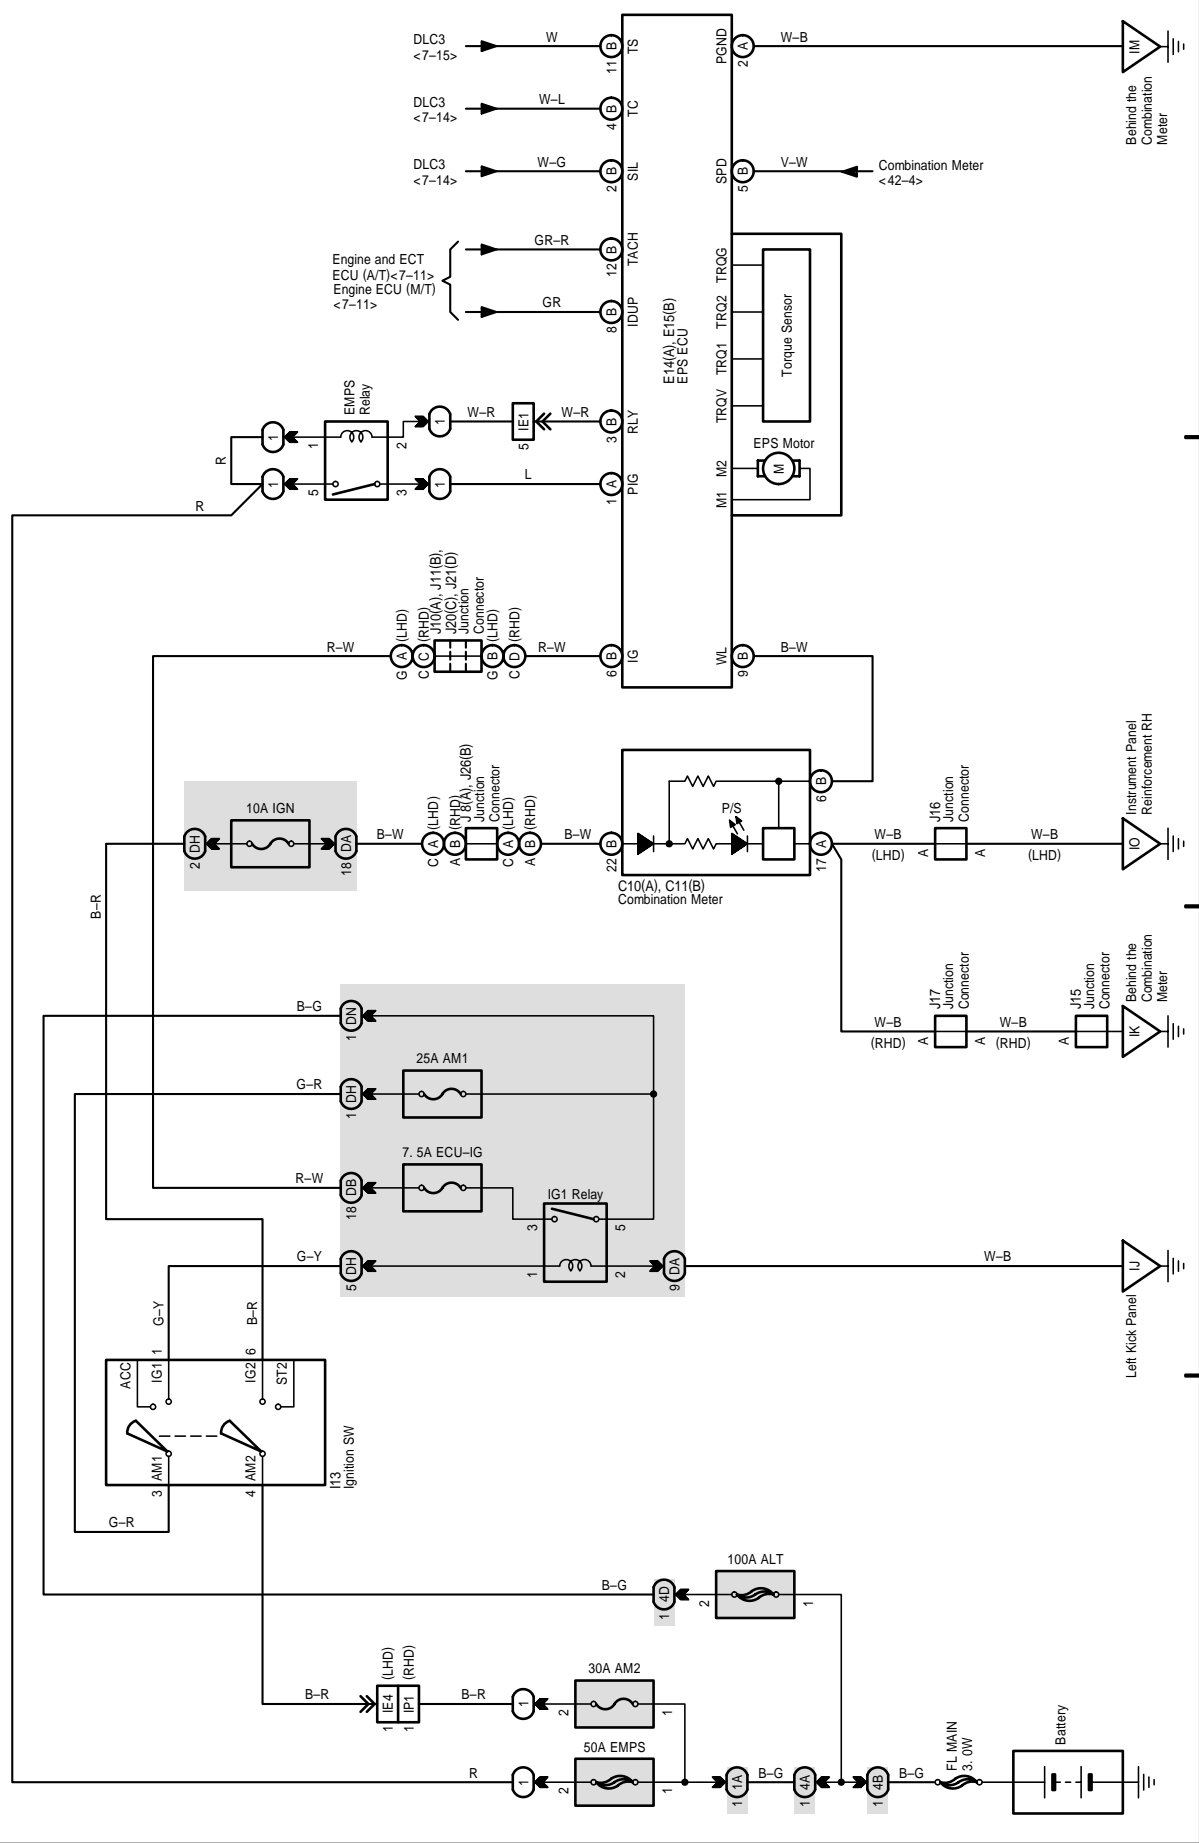 DLC3
<7–15>
W
11
B
TS
PGND
A
2
W–B
IM
Behind the
Combination
Meter
DLC3
<7–14>
W–L
4
B
TC
DLC3
<7–14>
W–G
2
B
SIL
SPD
B
5
V–W
Combination Meter
<42–4>
Engine and ECT
ECU (A/T)<7–11>
Engine ECU (M/T)
<7–11>
GR–R
12
B
TACH
GR
8
B
IDUP
E14(A), E15(B)
EPS ECU
TRQG
TRQ2
TRQ1
TRQV
Torque Sensor
EPS Motor
M
M2
M1
EMPS
Relay
R
1
1
1
2
5
3
1
1
W–R
IE1
5
W–R
3
B
RLY
L
1
A
PIG
R
R–W
G
A
(LHD)
C
C
(RHD)
J10(A), J11(B),
J20(C), J21(D)
Junction
Connector
G
B
(LHD)
C
D
(RHD)
R–W
6
B
IG
WL
B
9
B–W
10A IGN
DH
2
DA
18
B–W
C
A
(LHD)
A
B
(RHD)
J 8(A), J26(B)
Junction
Connector
C
A
(LHD)
A
B
(RHD)
B–W
22
B
P/S
C10(A), C11(B)
Combination Meter
B
6
A
17
W–B
(LHD)
A
J16
Junction
Connector
A
W–B
(LHD)
IO
Instrument Panel
Reinforcement RH
B–R
W–B
(RHD)
A
J17
Junction
Connector
A
W–B
(RHD)
A
J15
Junction
Connector
IK
Behind the
Combination
Meter
B–G
1
DN
25A AM1
G–R
1
DH
7. 5A ECU–IG
R–W
18
DB
IG1 Relay
3
5
1
2
G–Y
5
DH
9
DA
W–B
IJ
Left Kick Panel
G–Y
B–R
ACC
IG1
1
IG2
6
ST2
3
AM1
4
AM2
I13
Ignition SW
G–R
B–G
1
4D
100A ALT
2
1
B–R
IE4
IP1
(LHD)
(RHD)
1
1
B–R
1
30A AM2
2
1
R
1
50A EMPS
2
1
1
1A
B–G
1
4A
1
4B
B–G
FL MAIN
3. 0W
Battery